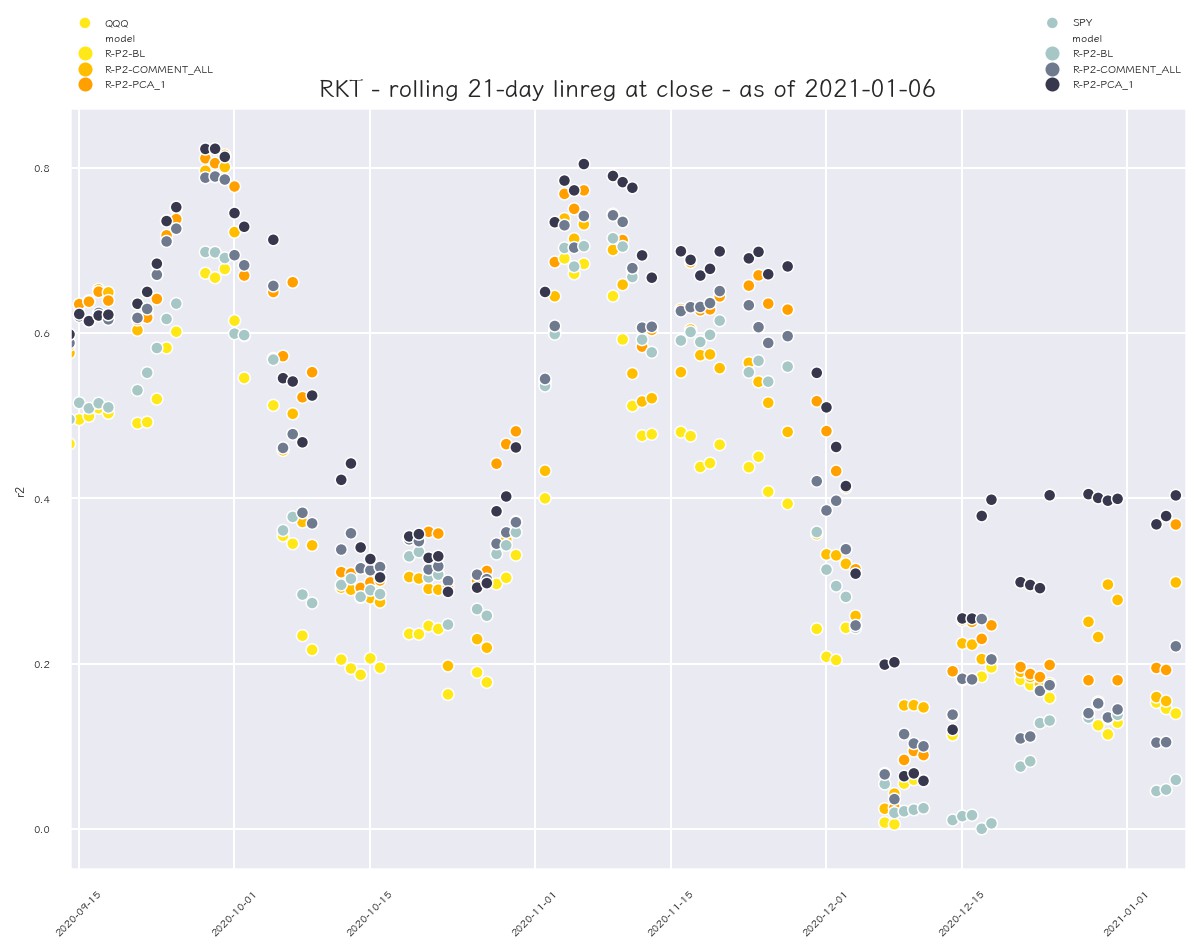 QQQ
model
R-P2-BL
R-P2-COMMENT_ALL
R-P2-PCA_1
SPY
model
R-P2-BL
R-P2-COMMENT_ALL
R-P2-PCA_1
RKT - rolling 21-day linreg at close - as of 2021-01-06
r2
0.8
0.6
0.4
0.2
0.0
2020-09-15
2020-10-01
2020-10-15
2020-11-01
2020-11-15
2020-12-01
2020-12-15
2021-01-01